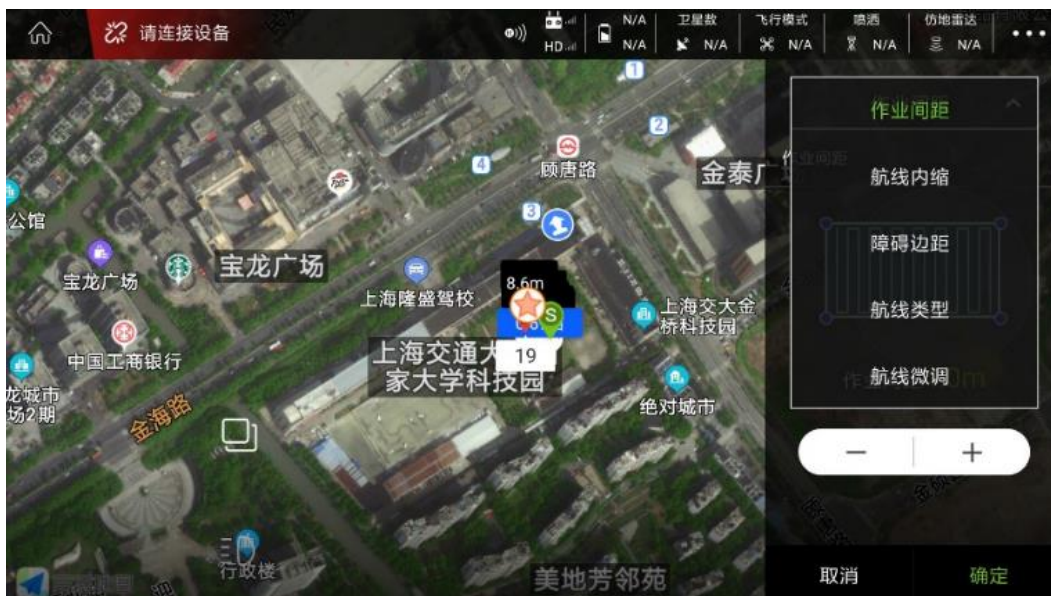 请连接设备
HD
N/A
N/A
卫星数
N/A
飞行模式
N/A
喷洒
N/A
仿地雷达
N/A
1
2
4
3
顾唐路
金泰广
公馆
宝龙广场
宝龙广场
上海隆盛驾校
8.6m
S
19
上海交大金
桥科技园
中国工商银行
上海交通大
家大学科技园
龙城市
场2期
金海路
绝对城市
行政楼
美地芳邻苑
作业间距
航线内缩
障碍边距
航线类型
航线微调
取消
确定